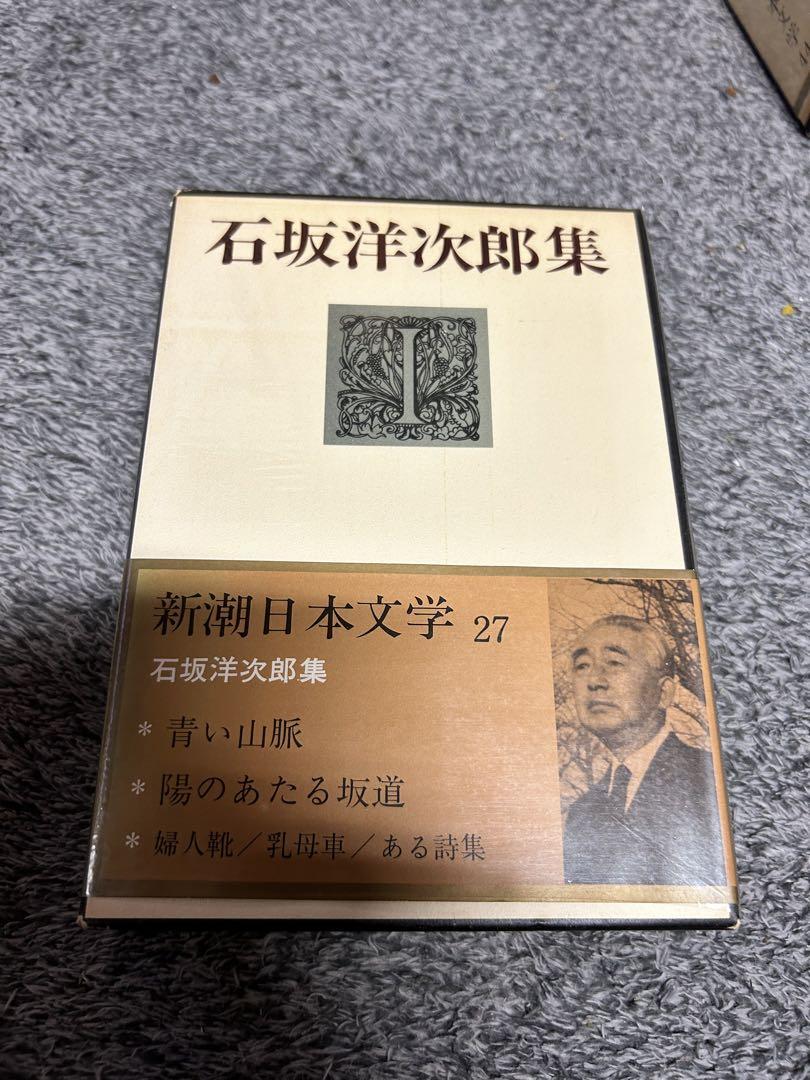 石坂洋次郎集
I
新潮日本文学 27
石坂洋次郎集
* 青い山脈
* 陽のあたる坂道
* 婦人靴/乳母車/ある詩集